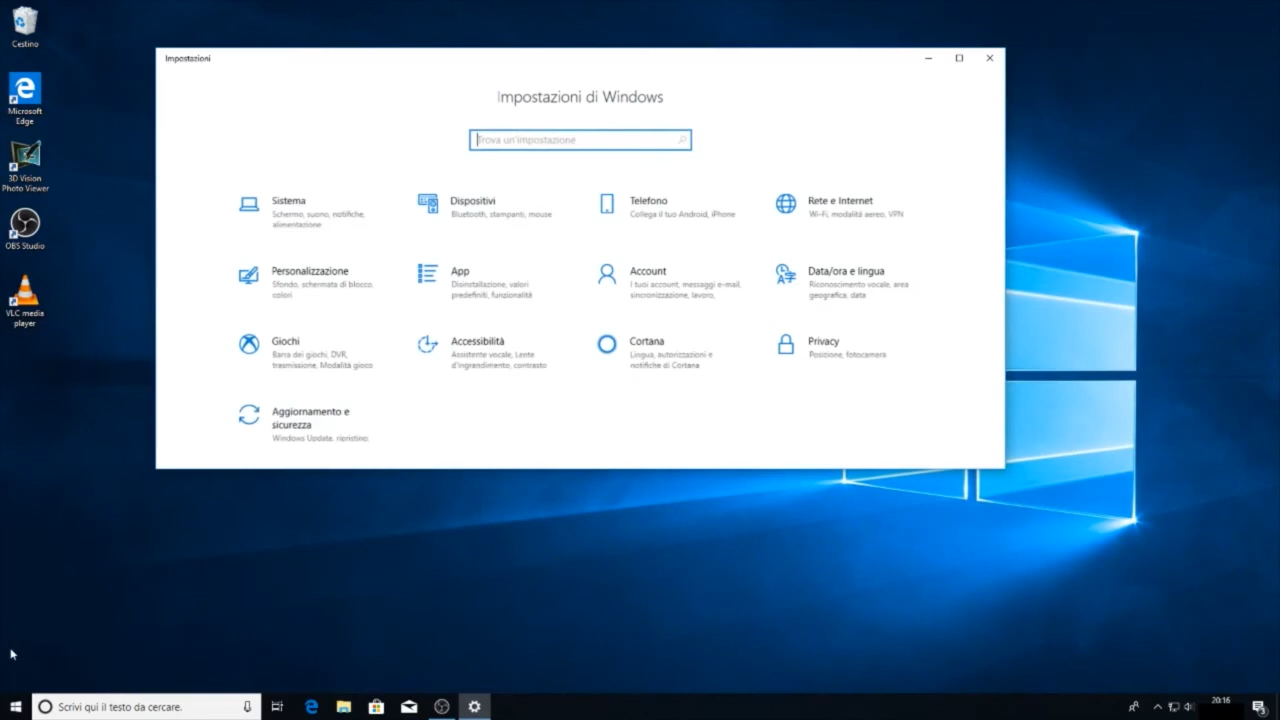 Cestino
Microsoft
Edge
3D Vision
Photo Viewer
OBS Studio
VLC media
player
Impostazioni
Impostazioni di Windows
Trova un'impostazione
Sistema
Schermo, suono, notifiche,
alimentazione
Dispositivi
Bluetooth, stampanti, mouse
Telefono
Collega il tuo Android, iPhone
Rete e Internet
Wi-Fi, modalità aereo, VPN
Personalizzazione
Sfondo, schermata di blocco,
colori
App
Disinstallazione, valori
predefiniti, funzionalità
Account
I tuoi account, messaggi e-mail,
sincronizzazione, lavoro,
Data/ora e lingua
Riconoscimento vocale, area
geografica, data
Giochi
Barra dei giochi, DVR,
trasmissione, Modalità gioco
Accessibilità
Assistente vocale, Lente
d'ingrandimento, contrasto
Cortana
Lingua, autorizzazioni e
notifiche di Cortana
Privacy
Posizione, fotocamera
Aggiornamento e
sicurezza
Windows Update, ripristino,
Scrivi qui il testo da cercare.
20:16
3